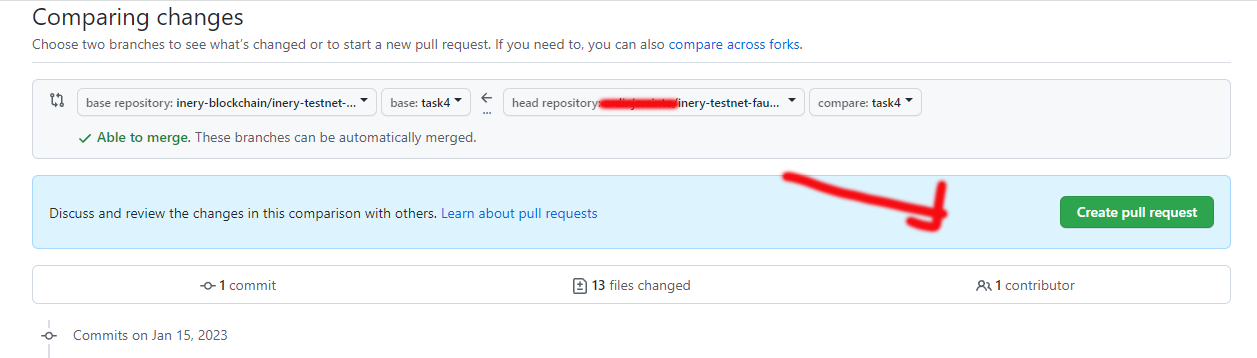 Comparing changes
Choose two branches to see what's changed or to start a new pull request. If you need to, you can also compare across forks.
base repository: inery-blockchain/inery-testnet-... base: task4 head repository: /inery-testnet-fau... compare: task4
...
Able to merge. These branches can be automatically merged.
Discuss and review the changes in this comparison with others. Learn about pull requests Create pull request
1 commit 13 files changed 1 contributor
Commits on Jan 15, 2023